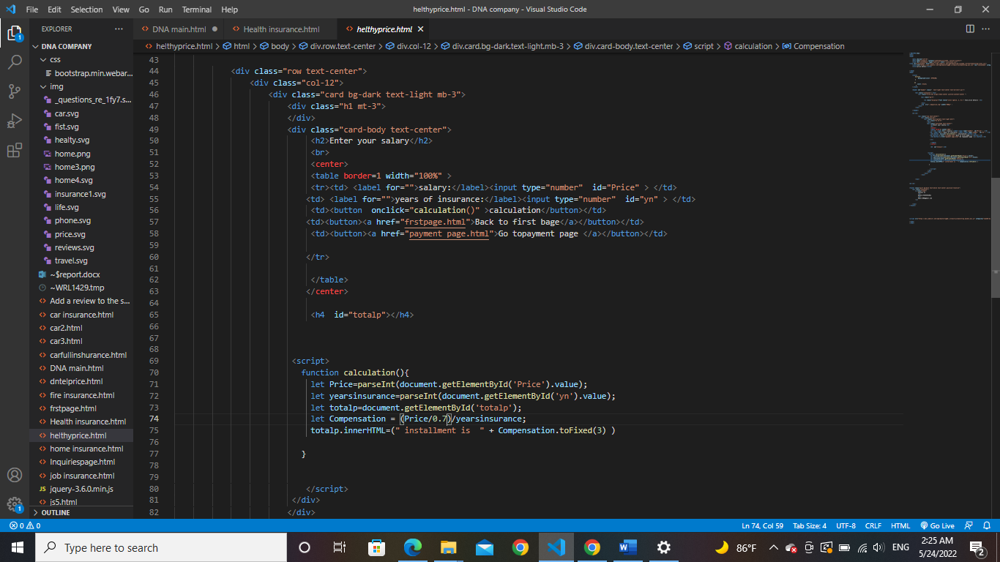 File Edit Selection View Go Run Terminal Help helthyprice.html - DNA company - Visual Studio Code
EXPLORER ··· DNA main.html Health insurance.html helthyprice.html
DNA COMPANY helthyprice.html > html > body > div.row.text-center > div.col-12 > div.card.bg-dark.text-light.mb-3 > div.card-body.text-center > script > calculation > Compensation
css
bootstrap.min.webar...
img
_questions_re_1fy7.s...
car.svg
fist.svg
healty.svg
home.png
home3.png
home4.svg
insurance1.svg
life.svg
phone.svg
price.svg
reviews.svg
travel.svg
~$report.docx
~WRL1429.tmp
Add a review to the s...
car insurance.html
car2.html
car3.html
carfullinshurance.html
DNA main.html
dntelprice.html
fire insurance.html
frstpage.html
Health insurance.html
helthyprice.html
home insurance.html
Inquiriespage.html
job insurance.html
JS jquery-3.6.0.min.js
js5.html
OUTLINE
43
44 <div class="row text-center">
45 <div class="col-12">
46 <div class="card bg-dark text-light mb-3">
47 <div class="h1 mt-3">
48 </div>
49 <div class="card-body text-center">
50 <h2>Enter your salary</h2>
51 <br>
52 <center>
53 <table border=1 width="100%" >
54 <tr><td> <label for="">salary:</label><input type="number"  id="Price" > </td>
55 <td> <label for="">years of insurance:</label><input type="number"  id="yn" > </td>
56 <td><button  onclick="calculation()" >calculation</button></td>
57 <td><button><a href="frstpage.html">Back to first bage</a></button></td>
58 <td><button><a href="payment page.html">Go topayment page </a></button></td>
59
60 </tr>
61
62 </table>
63 </center>
64
65 <h4  id="totalp"></h4>
66
67
68
69 <script>
70 function calculation(){
71 let Price=parseInt(document.getElementById('Price').value);
72 let yearsinsurance=parseInt(document.getElementById('yn').value);
73 let totalp=document.getElementById('totalp');
74 let Compensation = (Price/0.7)/yearsinsurance;
75 totalp.innerHTML=(" installment is  " + Compensation.toFixed(3) )
76
77 }
78
79
80 </script>
81 </div>
82 </div>
1
1
0 0 Ln 74, Col 59 Tab Size: 4 UTF-8 CRLF HTML Go Live
Type here to search 86°F ENG 2:25 AM
5/24/2022 2